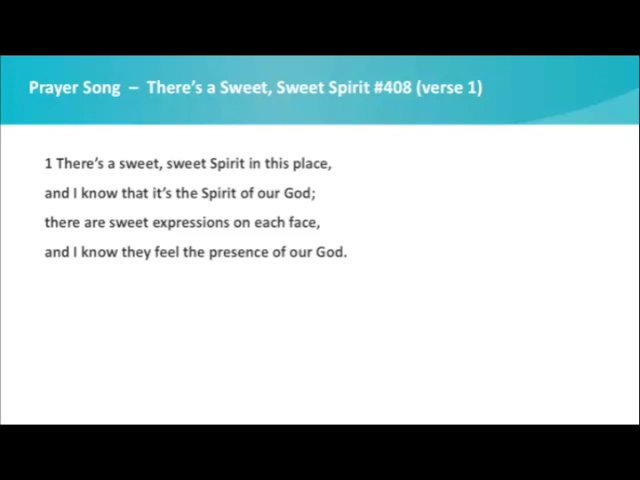 Prayer Song – There's a Sweet, Sweet Spirit #408 (verse 1)
1 There's a sweet, sweet Spirit in this place,
and I know that it's the Spirit of our God;
there are sweet expressions on each face,
and I know they feel the presence of our God.